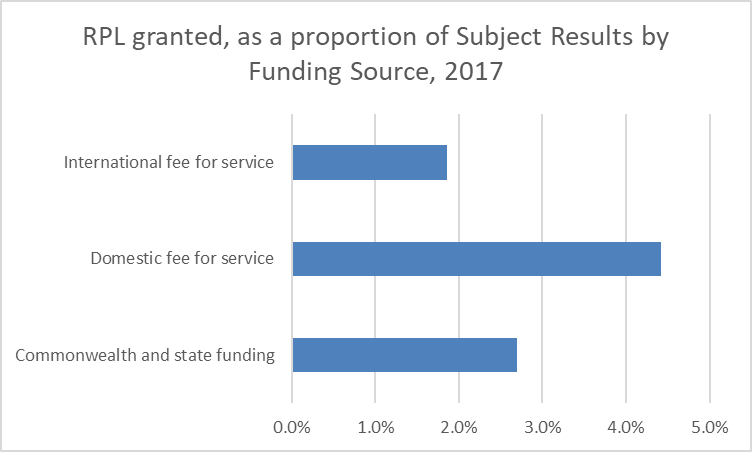 RPL granted, as a proportion of Subject Results by
Funding Source, 2017
International fee for service
Domestic fee for service
Commonwealth and state funding
0.0% 1.0% 2.0% 3.0% 4.0% 5.0%